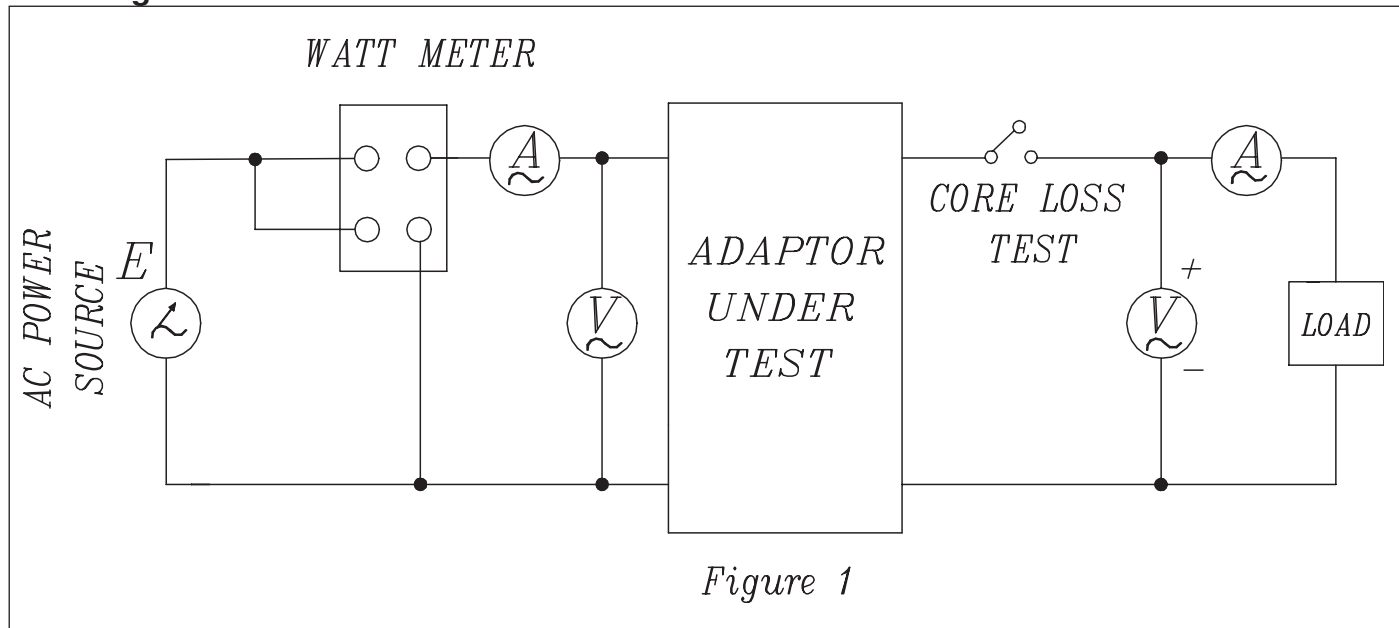 WATT METER
A
A
CORE LOSS
TEST
AC POWER
SOURCE
E
ADAPTOR
UNDER
TEST
V
+
V
-
LOAD
Figure 1